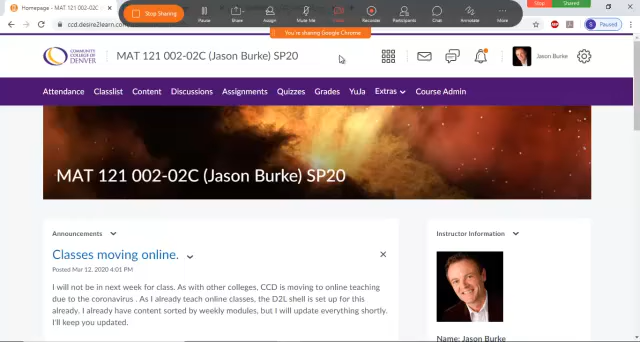 Homepage - MAT 121 002-02C
Stop Sharing
Pause
Share
Assign
Mute Me
Recorder
Participants
Chat
Annotate
More
You're sharing Google Chrome
Stop
Shared
ccd.desire2learn.com
Paused
COMMUNITY
COLLEGE OF
DENVER
MAT 121 002-02C (Jason Burke) SP20
Jason Burke
Attendance Classlist Content Discussions Assignments Quizzes Grades YuJa Extras Course Admin
MAT 121 002-02C (Jason Burke) SP20
Announcements
Classes moving online.
Posted Mar 12, 2020 4:01 PM
I will not be in next week for class. As with other colleges, CCD is moving to online teaching
due to the coronavirus . As I already teach online classes, the D2L shell is set up for this
already. I already have content sorted by weekly modules, but I will update everything shortly.
I'll keep you updated.
Instructor Information
Name: Jason Burke